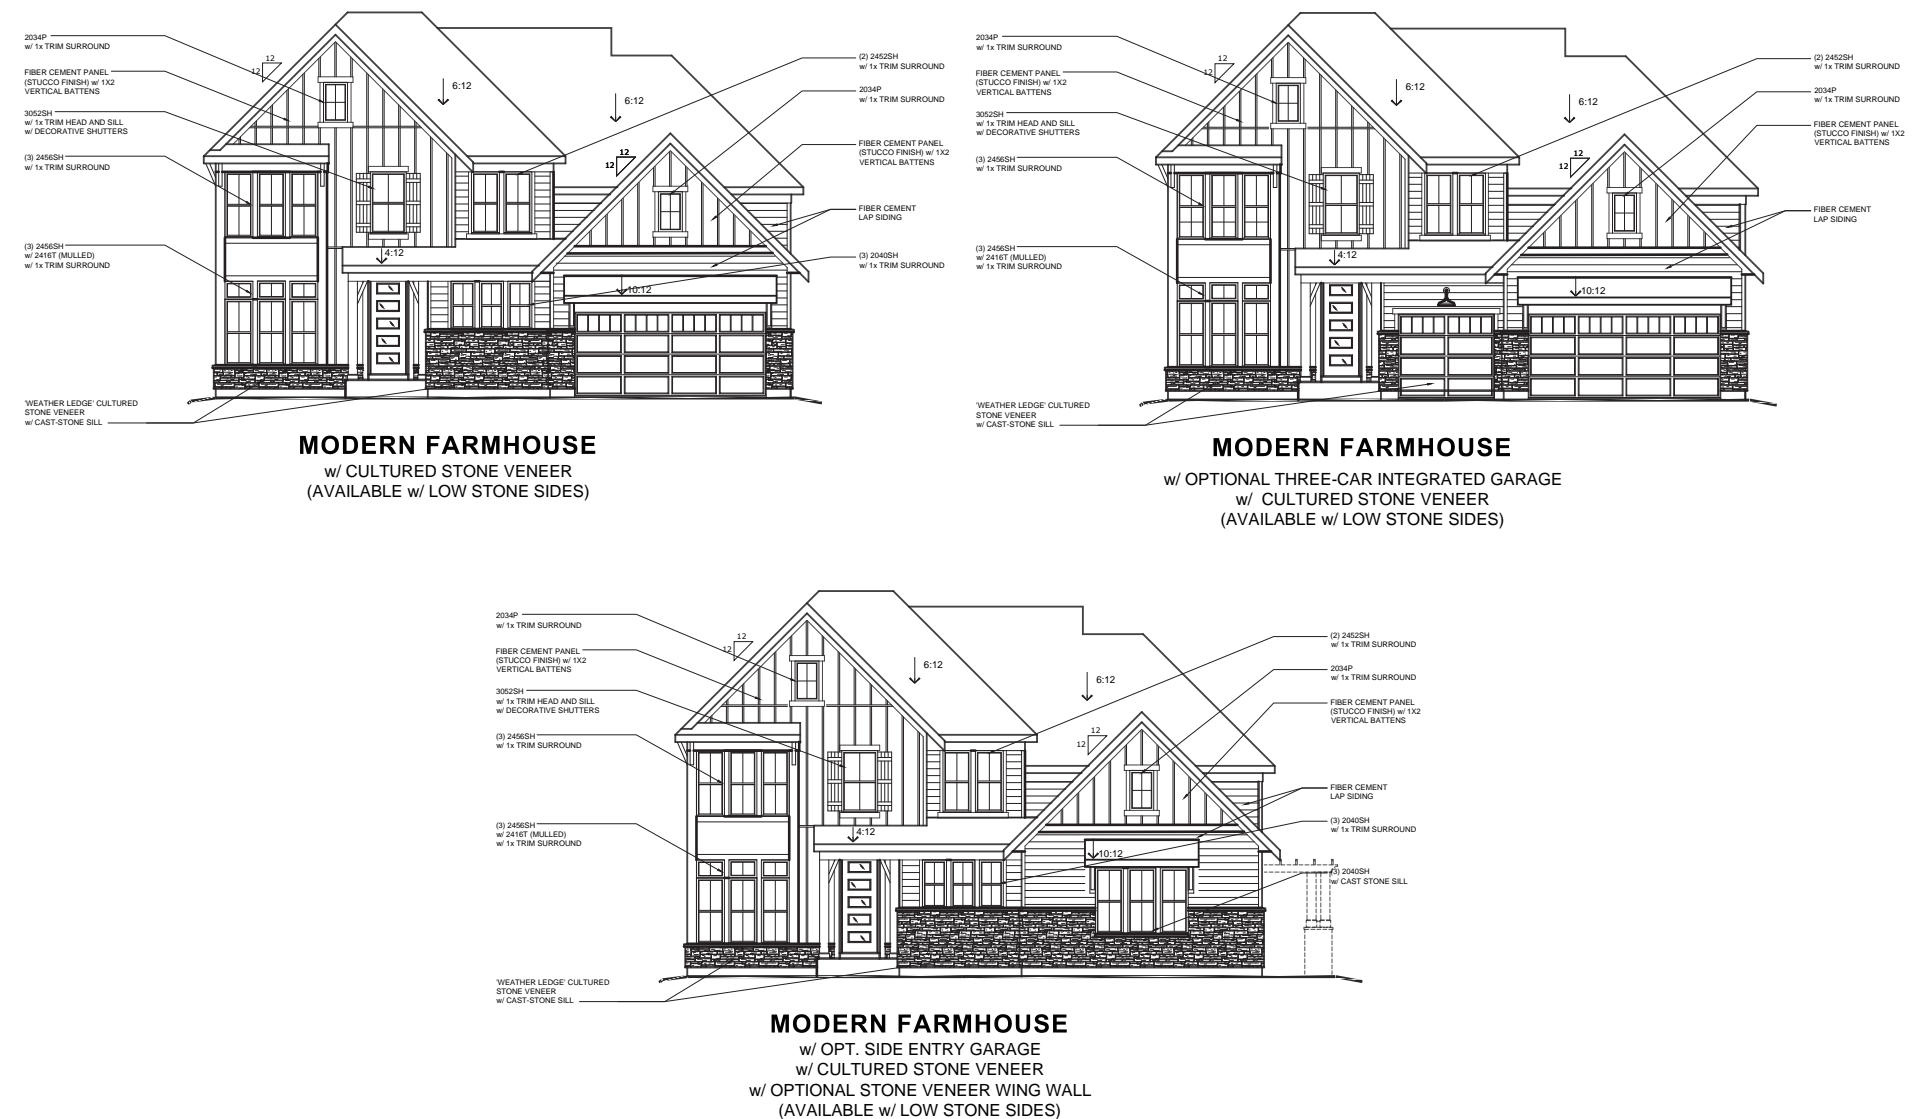 2034P
w/ 1x TRIM SURROUND
FIBER CEMENT PANEL
(STUCCO FINISH) w/ 1X2
VERTICAL BATTENS
3052SH
w/ 1x TRIM HEAD AND SILL
w/ DECORATIVE SHUTTERS
(3) 2456SH
w/ 1x TRIM SURROUND
(3) 2456SH
w/ 2416T (MULLED)
w/ 1x TRIM SURROUND
'WEATHER LEDGE' CULTURED
STONE VENEER
w/ CAST-STONE SILL
12
12
6:12
6:12
12
12
4:12
10:12
(2) 2452SH
w/ 1x TRIM SURROUND
2034P
w/ 1x TRIM SURROUND
FIBER CEMENT PANEL
(STUCCO FINISH) w/ 1X2
VERTICAL BATTENS
FIBER CEMENT
LAP SIDING
(3) 2040SH
w/ 1x TRIM SURROUND
MODERN FARMHOUSE
w/ CULTURED STONE VENEER
(AVAILABLE w/ LOW STONE SIDES)
2034P
w/ 1x TRIM SURROUND
FIBER CEMENT PANEL
(STUCCO FINISH) w/ 1X2
VERTICAL BATTENS
3052SH
w/ 1x TRIM HEAD AND SILL
w/ DECORATIVE SHUTTERS
(3) 2456SH
w/ 1x TRIM SURROUND
(3) 2456SH
w/ 2416T (MULLED)
w/ 1x TRIM SURROUND
'WEATHER LEDGE' CULTURED
STONE VENEER
w/ CAST-STONE SILL
12
12
6:12
6:12
12
12
4:12
10:12
(2) 2452SH
w/ 1x TRIM SURROUND
2034P
w/ 1x TRIM SURROUND
FIBER CEMENT PANEL
(STUCCO FINISH) w/ 1X2
VERTICAL BATTENS
FIBER CEMENT
LAP SIDING
MODERN FARMHOUSE
w/ OPTIONAL THREE-CAR INTEGRATED GARAGE
w/ CULTURED STONE VENEER
(AVAILABLE w/ LOW STONE SIDES)
2034P
w/ 1x TRIM SURROUND
FIBER CEMENT PANEL
(STUCCO FINISH) w/ 1X2
VERTICAL BATTENS
3052SH
w/ 1x TRIM HEAD AND SILL
w/ DECORATIVE SHUTTERS
(3) 2456SH
w/ 1x TRIM SURROUND
(3) 2456SH
w/ 2416T (MULLED)
w/ 1x TRIM SURROUND
'WEATHER LEDGE' CULTURED
STONE VENEER
w/ CAST-STONE SILL
12
12
6:12
6:12
12
12
4:12
10:12
(2) 2452SH
w/ 1x TRIM SURROUND
2034P
w/ 1x TRIM SURROUND
FIBER CEMENT PANEL
(STUCCO FINISH) w/ 1X2
VERTICAL BATTENS
FIBER CEMENT
LAP SIDING
(3) 2040SH
w/ 1x TRIM SURROUND
(3) 2040SH
w/ CAST STONE SILL
MODERN FARMHOUSE
w/ OPT. SIDE ENTRY GARAGE
w/ CULTURED STONE VENEER
w/ OPTIONAL STONE VENEER WING WALL
(AVAILABLE w/ LOW STONE SIDES)